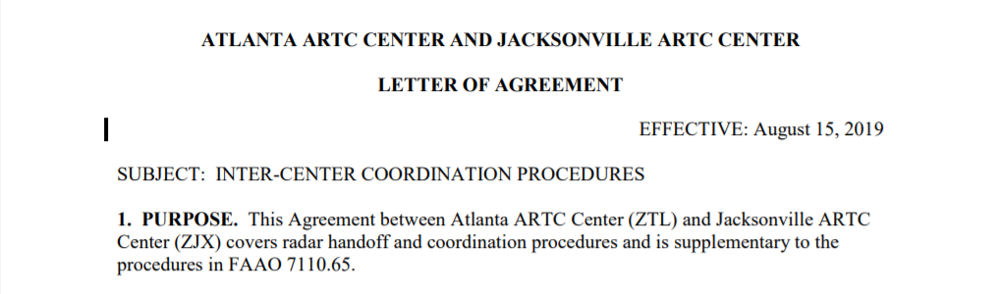 ATLANTA ARTC CENTER AND JACKSONVILLE ARTC CENTER
LETTER OF AGREEMENT
EFFECTIVE: August 15, 2019
SUBJECT: INTER-CENTER COORDINATION PROCEDURES
1. PURPOSE. This Agreement between Atlanta ARTC Center (ZTL) and Jacksonville ARTC
Center (ZJX) covers radar handoff and coordination procedures and is supplementary to the
procedures in FAAO 7110.65.